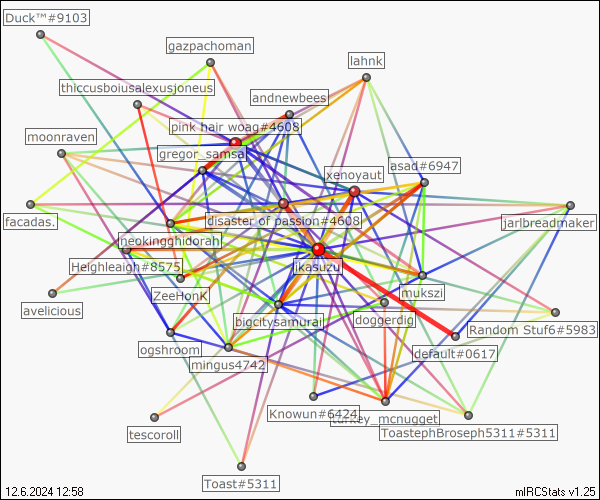 Duck™#9103
gazpachoman
lahnk
thiccusboiusalexusjoneus
andnewbees
pink hair woag#4608
moonraven
gregor_samsa
asad#6947
xenoyaut
facadas.
disaster of passion#4608
jarlbreadmaker
neokingghidorah
Heighleaigh#8575
jikasuzu
ZeeHonK
mukszi
avelicious
bigcitysamurai
doggerdig
Random Stuf6#5983
ogshroom
default#0617
mingus4742
Knowun#6424
turkey_mcnugget
ToastephBroseph5311#5311
tescoroll
Toast#5311
12.6.2024 12:58
mIRCStats v1.25